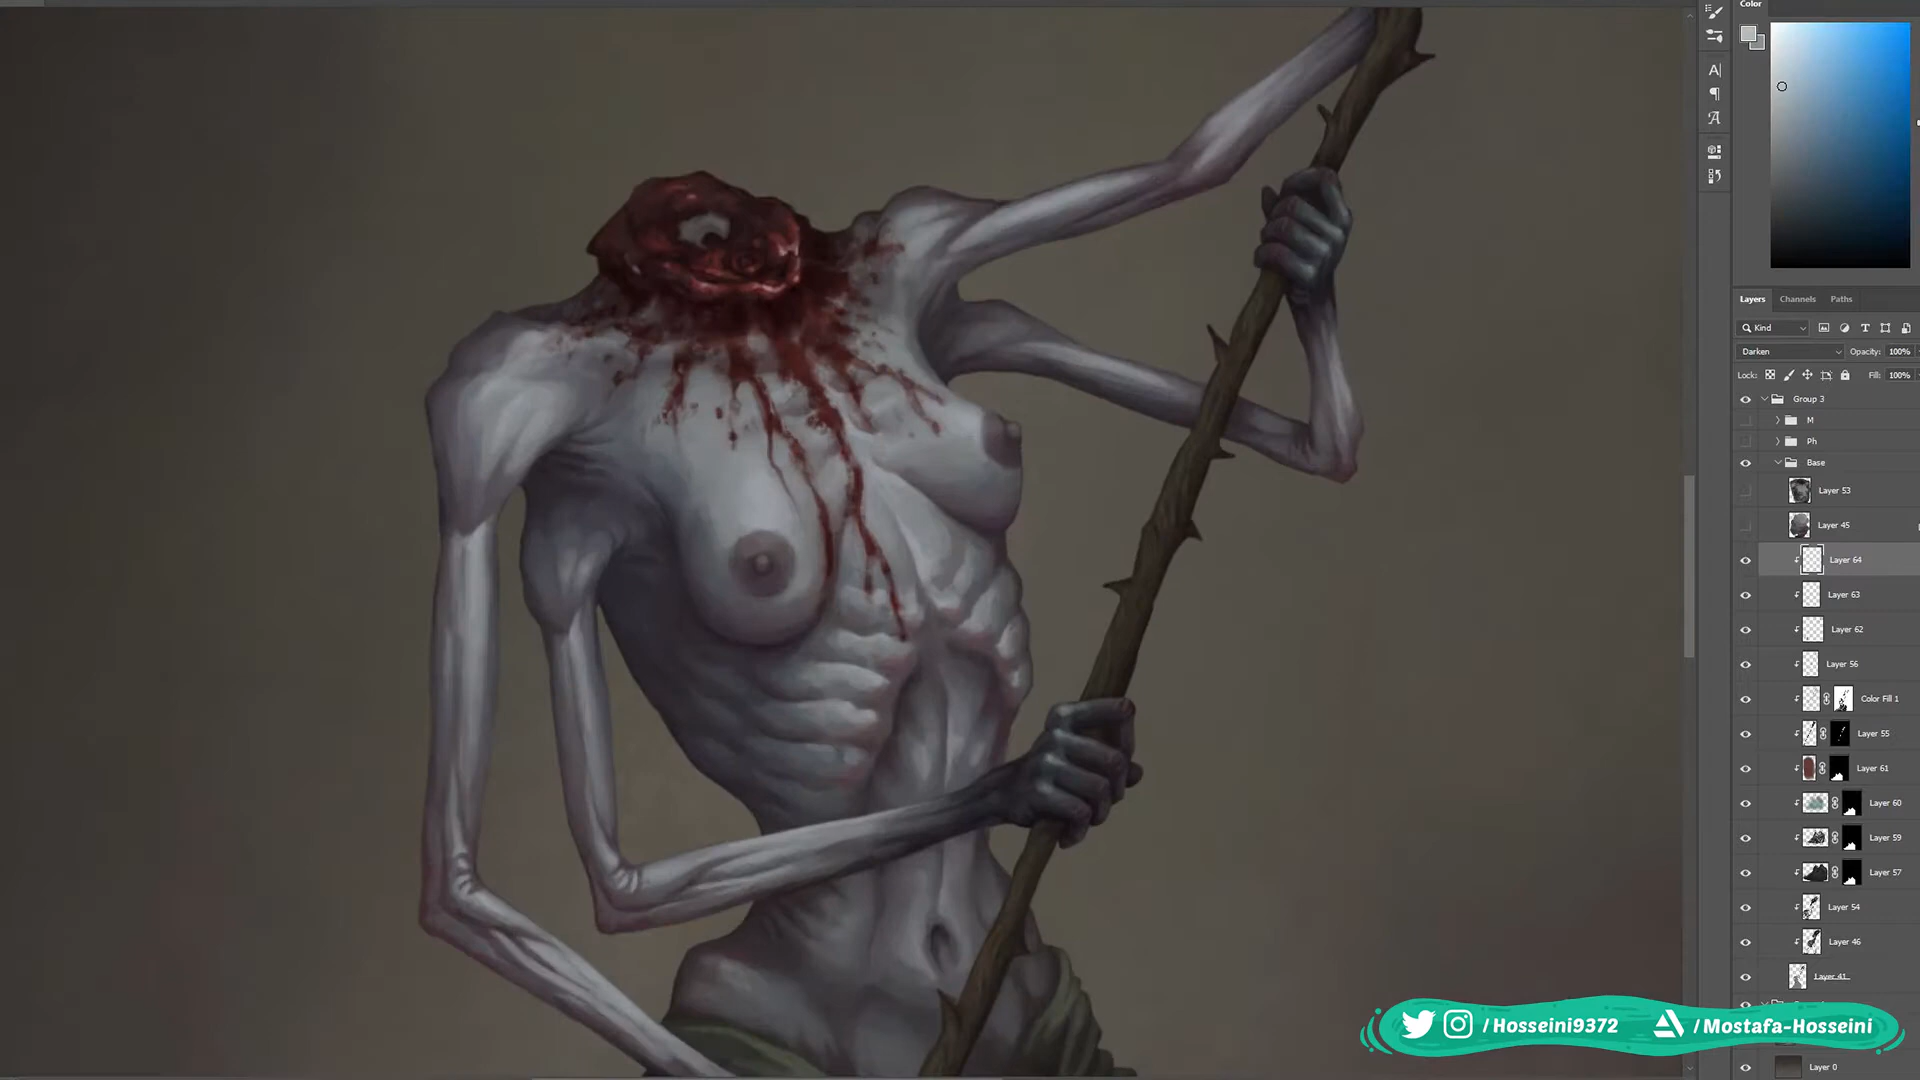 Color
A|
¶
A
Layers Channels Paths
Kind
Darken Opacity: 100%
Lock: Fill: 100%
Group 3
M
Ph
Base
Layer 53
Layer 45
Layer 64
Layer 63
Layer 62
Layer 56
Color Fill 1
Layer 55
Layer 61
Layer 60
Layer 59
Layer 57
Layer 54
Layer 46
Layer 41
/Hosseini9372 /Mostafa-Hosseini
Layer 0